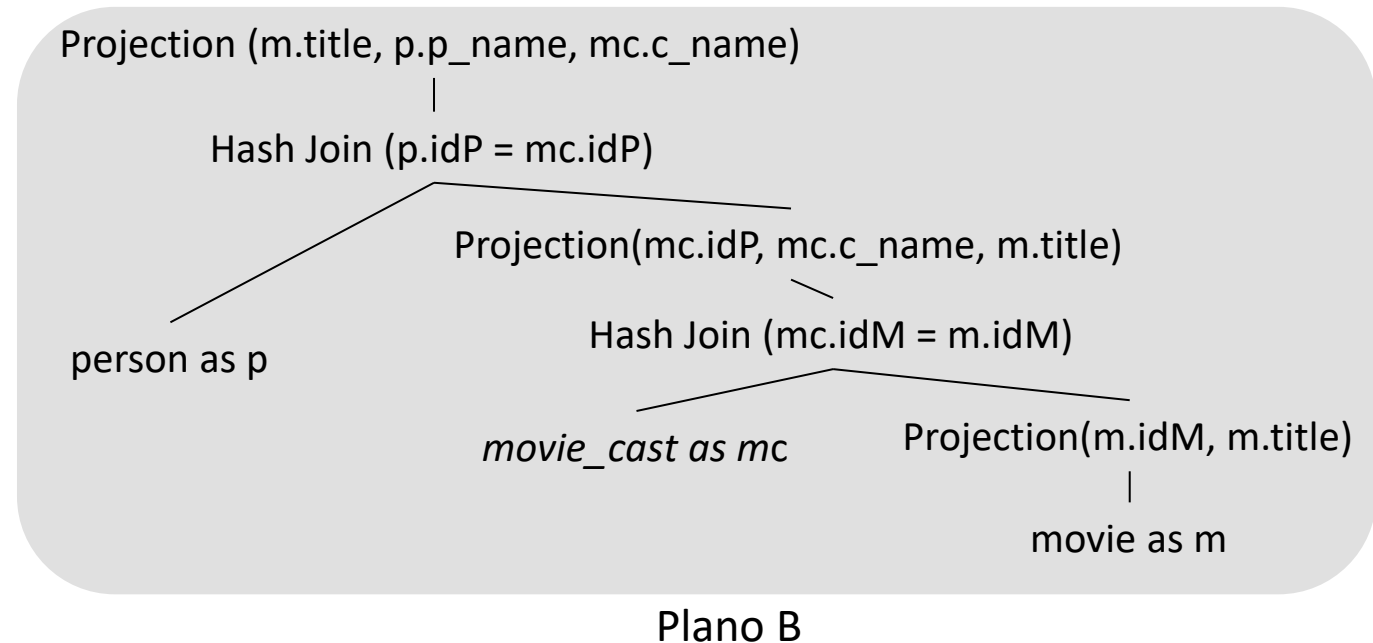 Projection (m.title, p.p_name, mc.c_name)
Hash Join (p.idP = mc.idP)
Projection(mc.idP, mc.c_name, m.title)
Hash Join (mc.idM = m.idM)
person as p
movie_cast as mc
Projection(m.idM, m.title)
movie as m
Plano B